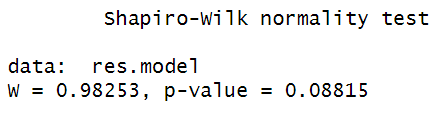 Shapiro-Wilk normality test
data:  res.model
W = 0.98253, p-value = 0.08815